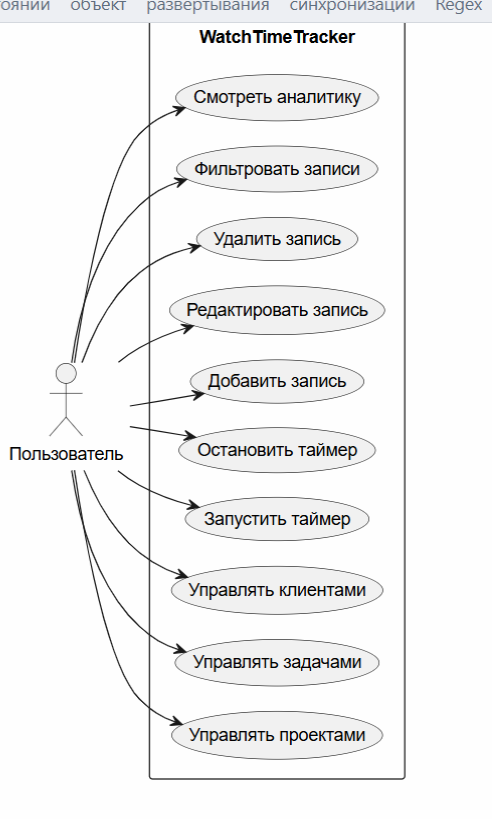 объект развертывания синхронизации Regex
WatchTimeTracker
Смотреть аналитику
Фильтровать записи
Удалить запись
Редактировать запись
Добавить запись
Пользователь
Остановить таймер
Запустить таймер
Управлять клиентами
Управлять задачами
Управлять проектами